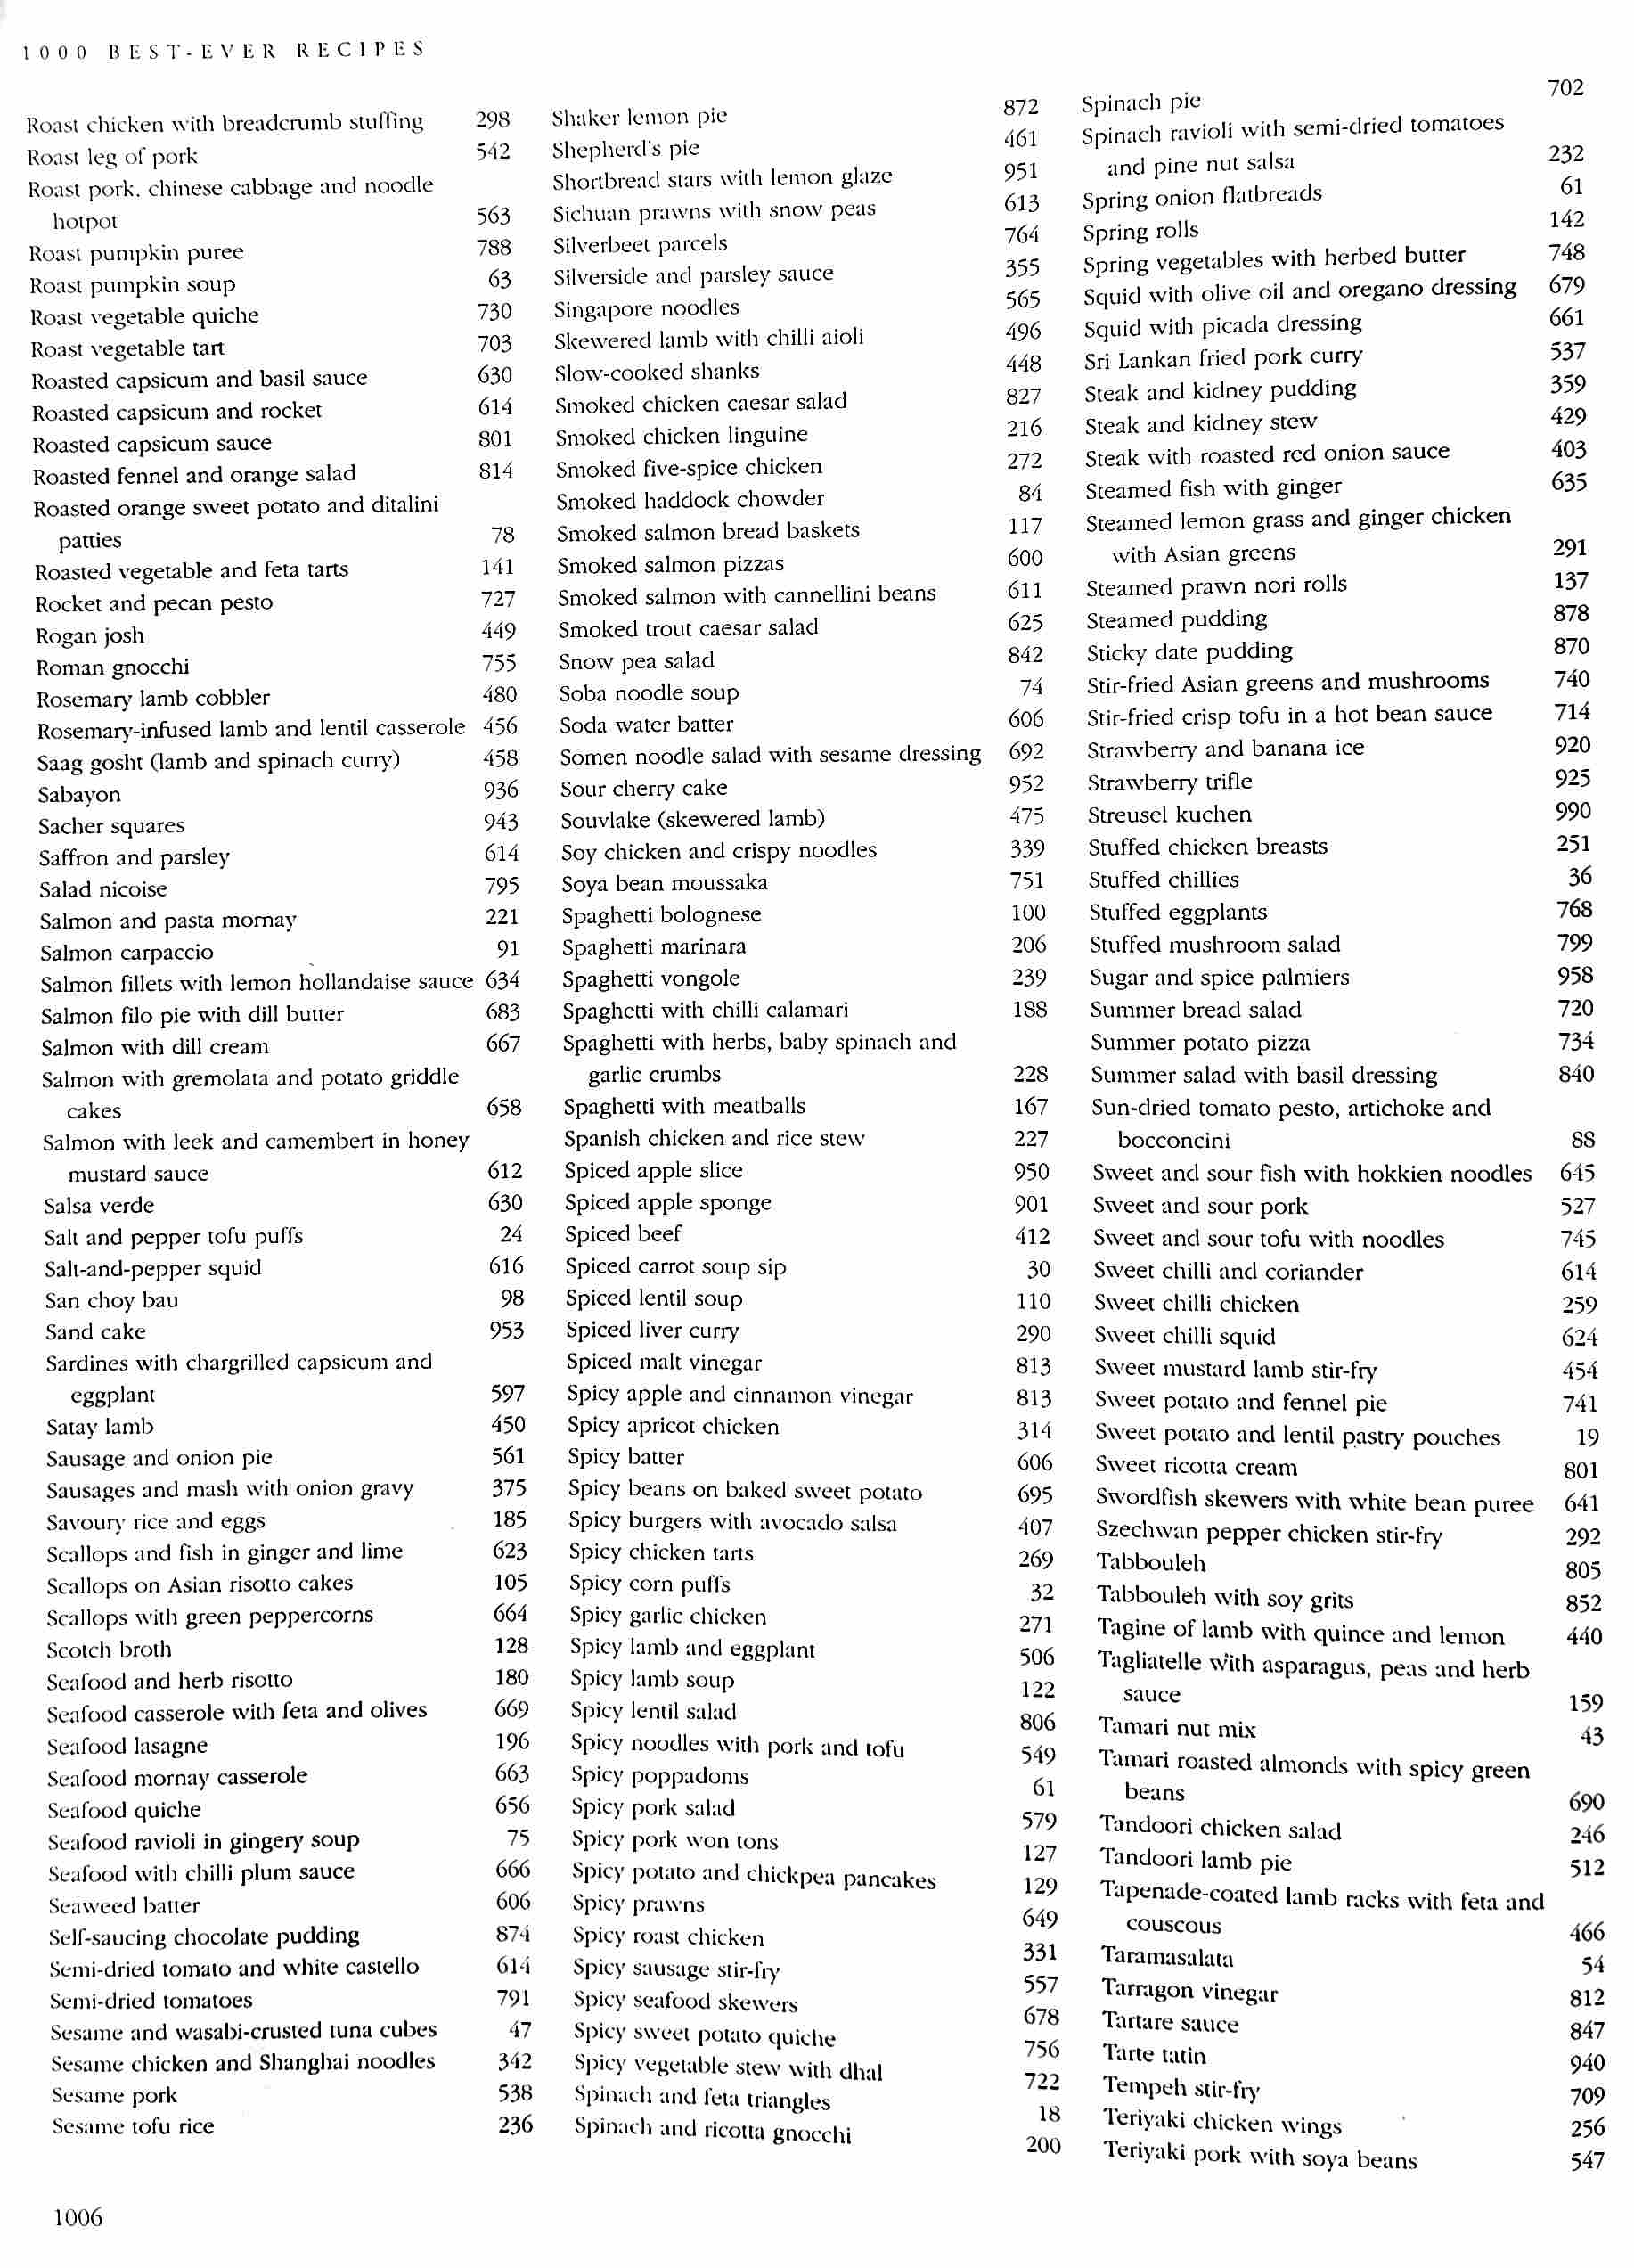 1000 BEST-EVER RECIPES
Roast chicken with breadcrumb stuffing 298
Roast leg of pork 542
Roast pork, chinese cabbage and noodle
hotpot 563
Roast pumpkin puree 788
Roast pumpkin soup 63
Roast vegetable quiche 730
Roast vegetable tart 703
Roasted capsicum and basil sauce 630
Roasted capsicum and rocket 614
Roasted capsicum sauce 801
Roasted fennel and orange salad 814
Roasted orange sweet potato and ditalini
patties 78
Roasted vegetable and feta tarts 141
Rocket and pecan pesto 727
Rogan josh 449
Roman gnocchi 755
Rosemary lamb cobbler 480
Rosemary-infused lamb and lentil casserole 456
Saag gosht (lamb and spinach curry) 458
Sabayon 936
Sacher squares 943
Saffron and parsley 614
Salad nicoise 795
Salmon and pasta mornay 221
Salmon carpaccio 91
Salmon fillets with lemon hollandaise sauce 634
Salmon filo pie with dill butter 683
Salmon with dill cream 667
Salmon with gremolata and potato griddle
cakes 658
Salmon with leek and camembert in honey
mustard sauce 612
Salsa verde 630
Salt and pepper tofu puffs 24
Salt-and-pepper squid 616
San choy bau 98
Sand cake 953
Sardines with chargrilled capsicum and
eggplant 597
Satay lamb 450
Sausage and onion pie 561
Sausages and mash with onion gravy 375
Savoury rice and eggs 185
Scallops and fish in ginger and lime 623
Scallops on Asian risotto cakes 105
Scallops with green peppercorns 664
Scotch broth 128
Seafood and herb risotto 180
Seafood casserole with feta and olives 669
Seafood lasagne 196
Seafood mornay casserole 663
Seafood quiche 656
Seafood ravioli in gingery soup 75
Seafood with chilli plum sauce 666
Seaweed batter 606
Self-saucing chocolate pudding 874
Semi-dried tomato and white castello 614
Semi-dried tomatoes 791
Sesame and wasabi-crusted tuna cubes 47
Sesame chicken and Shanghai noodles 342
Sesame pork 538
Sesame tofu rice 236
Shaker lemon pie 872
Shepherd's pie 461
Shortbread stars with lemon glaze 951
Sichuan prawns with snow peas 613
Silverbeet parcels 764
Silverside and parsley sauce 355
Singapore noodles 565
Skewered lamb with chilli aioli 496
Slow-cooked shanks 448
Smoked chicken caesar salad 827
Smoked chicken linguine 216
Smoked five-spice chicken 272
Smoked haddock chowder 84
Smoked salmon bread baskets 117
Smoked salmon pizzas 600
Smoked salmon with cannellini beans 611
Smoked trout caesar salad 625
Snow pea salad 842
Soba noodle soup 74
Soda water batter 606
Somen noodle salad with sesame dressing 692
Sour cherry cake 952
Souvlake (skewered lamb) 475
Soy chicken and crispy noodles 339
Soya bean moussaka 751
Spaghetti bolognese 100
Spaghetti marinara 206
Spaghetti vongole 239
Spaghetti with chilli calamari 188
Spaghetti with herbs, baby spinach and
garlic crumbs 228
Spaghetti with meatballs 167
Spanish chicken and rice stew 227
Spiced apple slice 950
Spiced apple sponge 901
Spiced beef 412
Spiced carrot soup sip 30
Spiced lentil soup 110
Spiced liver curry 290
Spiced malt vinegar 813
Spicy apple and cinnamon vinegar 813
Spicy apricot chicken 314
Spicy batter 606
Spicy beans on baked sweet potato 695
Spicy burgers with avocado salsa 407
Spicy chicken tarts 269
Spicy corn puffs 32
Spicy garlic chicken 271
Spicy lamb and eggplant 506
Spicy lamb soup 122
Spicy lentil salad 806
Spicy noodles with pork and tofu 549
Spicy poppadoms 61
Spicy pork salad 579
Spicy pork won tons 127
Spicy potato and chickpea pancakes 129
Spicy prawns 649
Spicy roast chicken 331
Spicy sausage stir-fry 557
Spicy seafood skewers 678
Spicy sweet potato quiche 756
Spicy vegetable stew with dhal 722
Spinach and feta triangles 18
Spinach and ricotta gnocchi 200
Spinach pie 702
Spinach ravioli with semi-dried tomatoes
and pine nut salsa 232
Spring onion flatbreads 61
Spring rolls 142
Spring vegetables with herbed butter 748
Squid with olive oil and oregano dressing 679
Squid with picada dressing 661
Sri Lankan fried pork curry 537
Steak and kidney pudding 359
Steak and kidney stew 429
Steak with roasted red onion sauce 403
Steamed fish with ginger 635
Steamed lemon grass and ginger chicken
with Asian greens 291
Steamed prawn nori rolls 137
Steamed pudding 878
Sticky date pudding 870
Stir-fried Asian greens and mushrooms 740
Stir-fried crisp tofu in a hot bean sauce 714
Strawberry and banana ice 920
Strawberry trifle 925
Streusel kuchen 990
Stuffed chicken breasts 251
Stuffed chillies 36
Stuffed eggplants 768
Stuffed mushroom salad 799
Sugar and spice palmiers 958
Summer bread salad 720
Summer potato pizza 734
Summer salad with basil dressing 840
Sun-dried tomato pesto, artichoke and
bocconcini 88
Sweet and sour fish with hokkien noodles 645
Sweet and sour pork 527
Sweet and sour tofu with noodles 745
Sweet chilli and coriander 614
Sweet chilli chicken 259
Sweet chilli squid 624
Sweet mustard lamb stir-fry 454
Sweet potato and fennel pie 741
Sweet potato and lentil pastry pouches 19
Sweet ricotta cream 801
Swordfish skewers with white bean puree 641
Szechwan pepper chicken stir-fry 292
Tabbouleh 805
Tabbouleh with soy grits 852
Tagine of lamb with quince and lemon 440
Tagliatelle with asparagus, peas and herb
sauce 159
Tamari nut mix 43
Tamari roasted almonds with spicy green
beans 690
Tandoori chicken salad 246
Tandoori lamb pie 512
Tapenade-coated lamb racks with feta and
couscous 466
Taramasalata 54
Tarragon vinegar 812
Tartare sauce 847
Tarte tatin 940
Tempeh stir-fry 709
Teriyaki chicken wings 256
Teriyaki pork with soya beans 547
1006